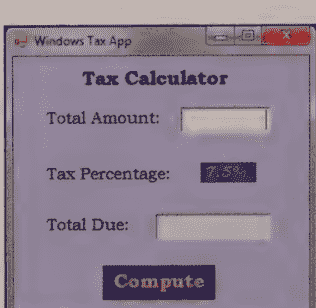 Windows Tax App
Tax Calculator
Total Amount:
Tax Percentage: 7.5%
Total Due:
Compute